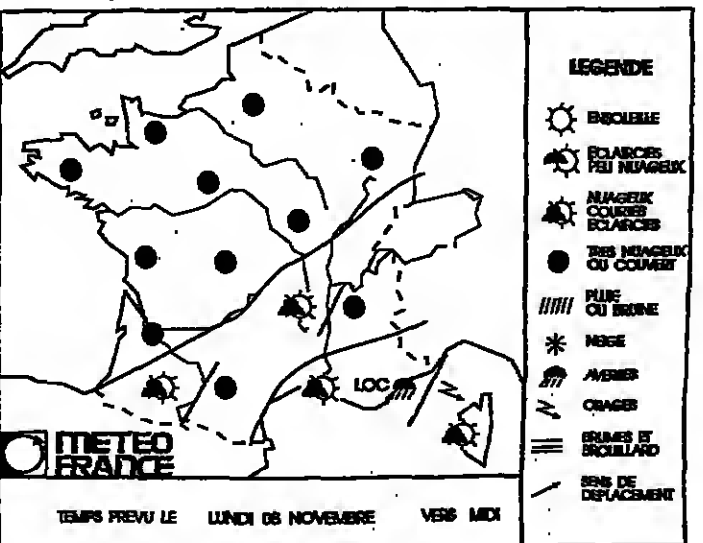 LEGENDE
ENSOLEILLE
ECLAIRCIES
PEU NUAGEUX
NUAGEUX
COURTES
ECLAIRCIES
TRES NUAGEUX
OU COUVERT
PLUIE
OU BRUINE
NEIGE
AVERSES
ORAGES
BRUMES ET
BROUILLARD
SENS DE
DEPLACEMENT
LOC
METEO
FRANCE
TEMPS PREVU LE LUNDI 08 NOVEMBRE VERS MIDI